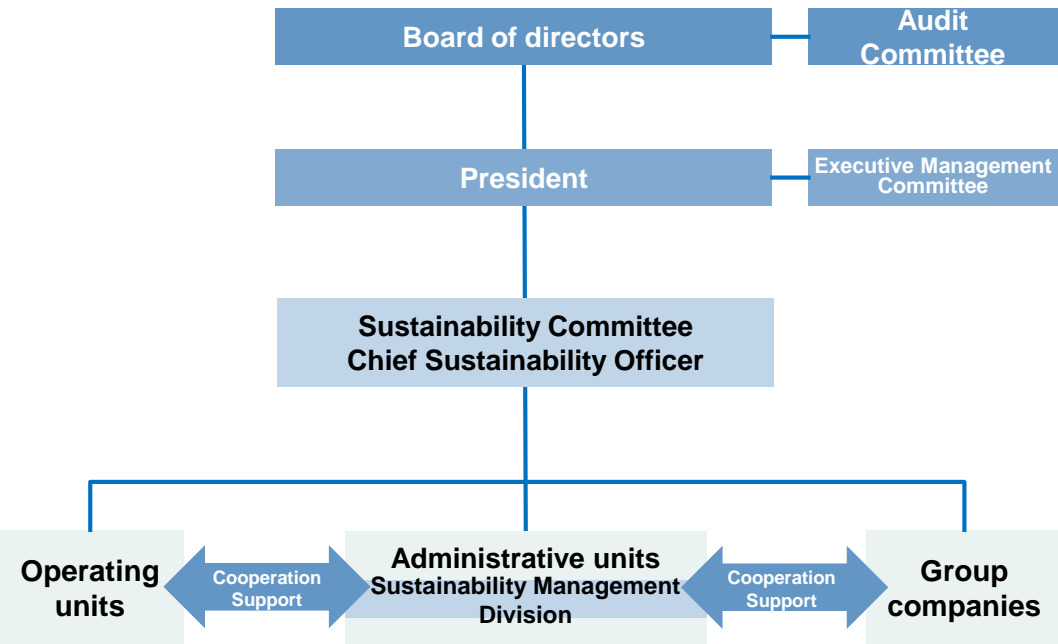 Board of directors
Audit
Committee
President
Executive Management
Committee
Sustainability Committee
Chief Sustainability Officer
Operating
units
Cooperation
Support
Administrative units
Sustainability Management
Division
Cooperation
Support
Group
companies